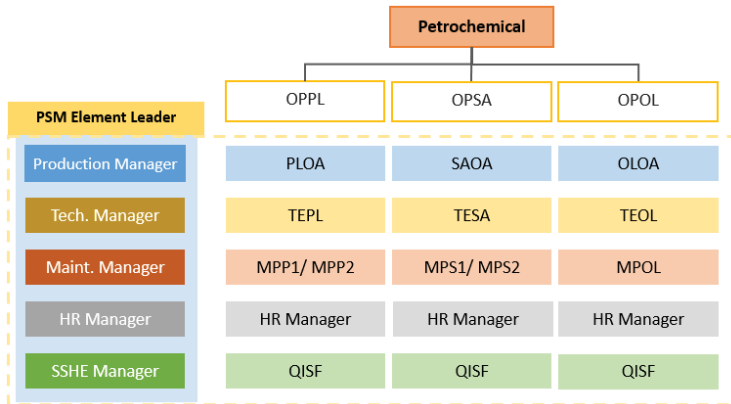 Petrochemical
OPPL OPSA OPOL
PSM Element Leader
Production Manager PLOA SAOA OLOA
Tech. Manager TEPL TESA TEOL
Maint. Manager MPP1/ MPP2 MPS1/ MPS2 MPOL
HR Manager HR Manager HR Manager HR Manager
SSHE Manager QISF QISF QISF